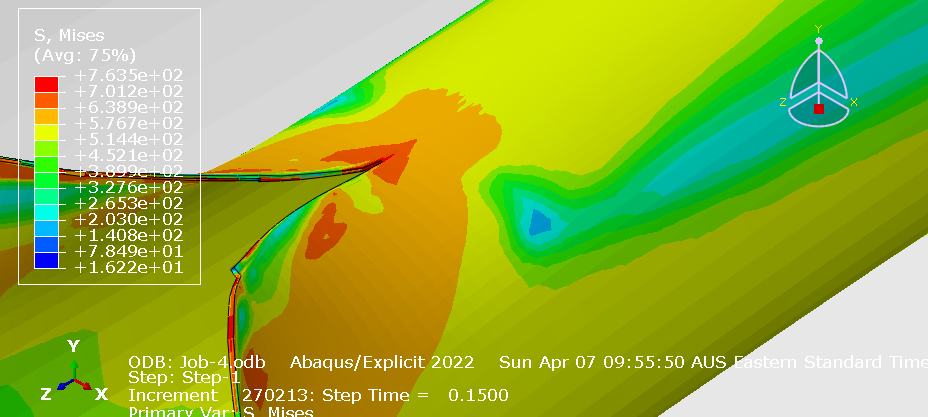 S, Mises
(Avg: 75%)
+7.635e+02
+7.012e+02
+6.389e+02
+5.767e+02
+5.144e+02
+4.521e+02
+3.899e+02
+3.276e+02
+2.653e+02
+2.030e+02
+1.408e+02
+7.849e+01
+1.622e+01
Y
Z X
Y
Z X
ODB: Job-4.odb Abaqus/Explicit 2022 Sun Apr 07 09:55:50 AUS Eastern Standard Time
Step: Step-1
Increment 270213: Step Time = 0.1500
Primary Var: S, Mises